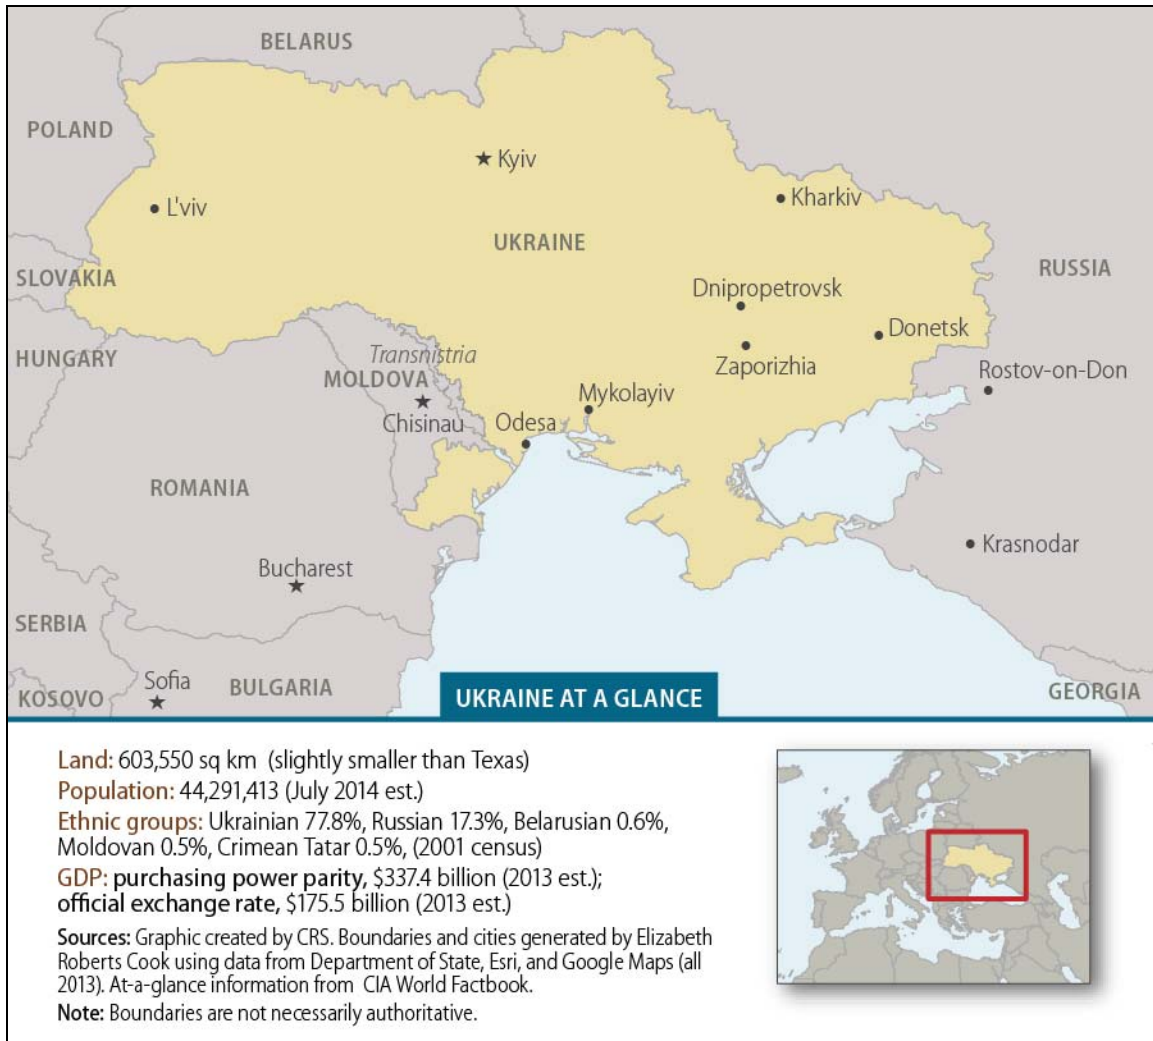 BELARUS
POLAND
Kyiv
Kharkiv
L'viv
UKRAINE
RUSSIA
SLOVAKIA
Dnipropetrovsk
Donetsk
HUNGARY
Transnistria
Zaporizhia
Rostov-on-Don
MOLDOVA
Mykolayiv
Chisinau
Odesa
ROMANIA
Krasnodar
Bucharest
SERBIA
Sofia
BULGARIA
KOSOVO
GEORGIA
UKRAINE AT A GLANCE
Land: 603,550 sq km (slightly smaller than Texas)
Population: 44,291,413 (July 2014 est.)
Ethnic groups: Ukrainian 77.8%, Russian 17.3%, Belarusian 0.6%,
Moldovan 0.5%, Crimean Tatar 0.5%, (2001 census)
GDP: purchasing power parity, $337.4 billion (2013 est.);
official exchange rate, $175.5 billion (2013 est.)
Sources: Graphic created by CRS. Boundaries and cities generated by Elizabeth
Roberts Cook using data from Department of State, Esri, and Google Maps (all
2013). At-a-glance information from CIA World Factbook.
Note: Boundaries are not necessarily authoritative.